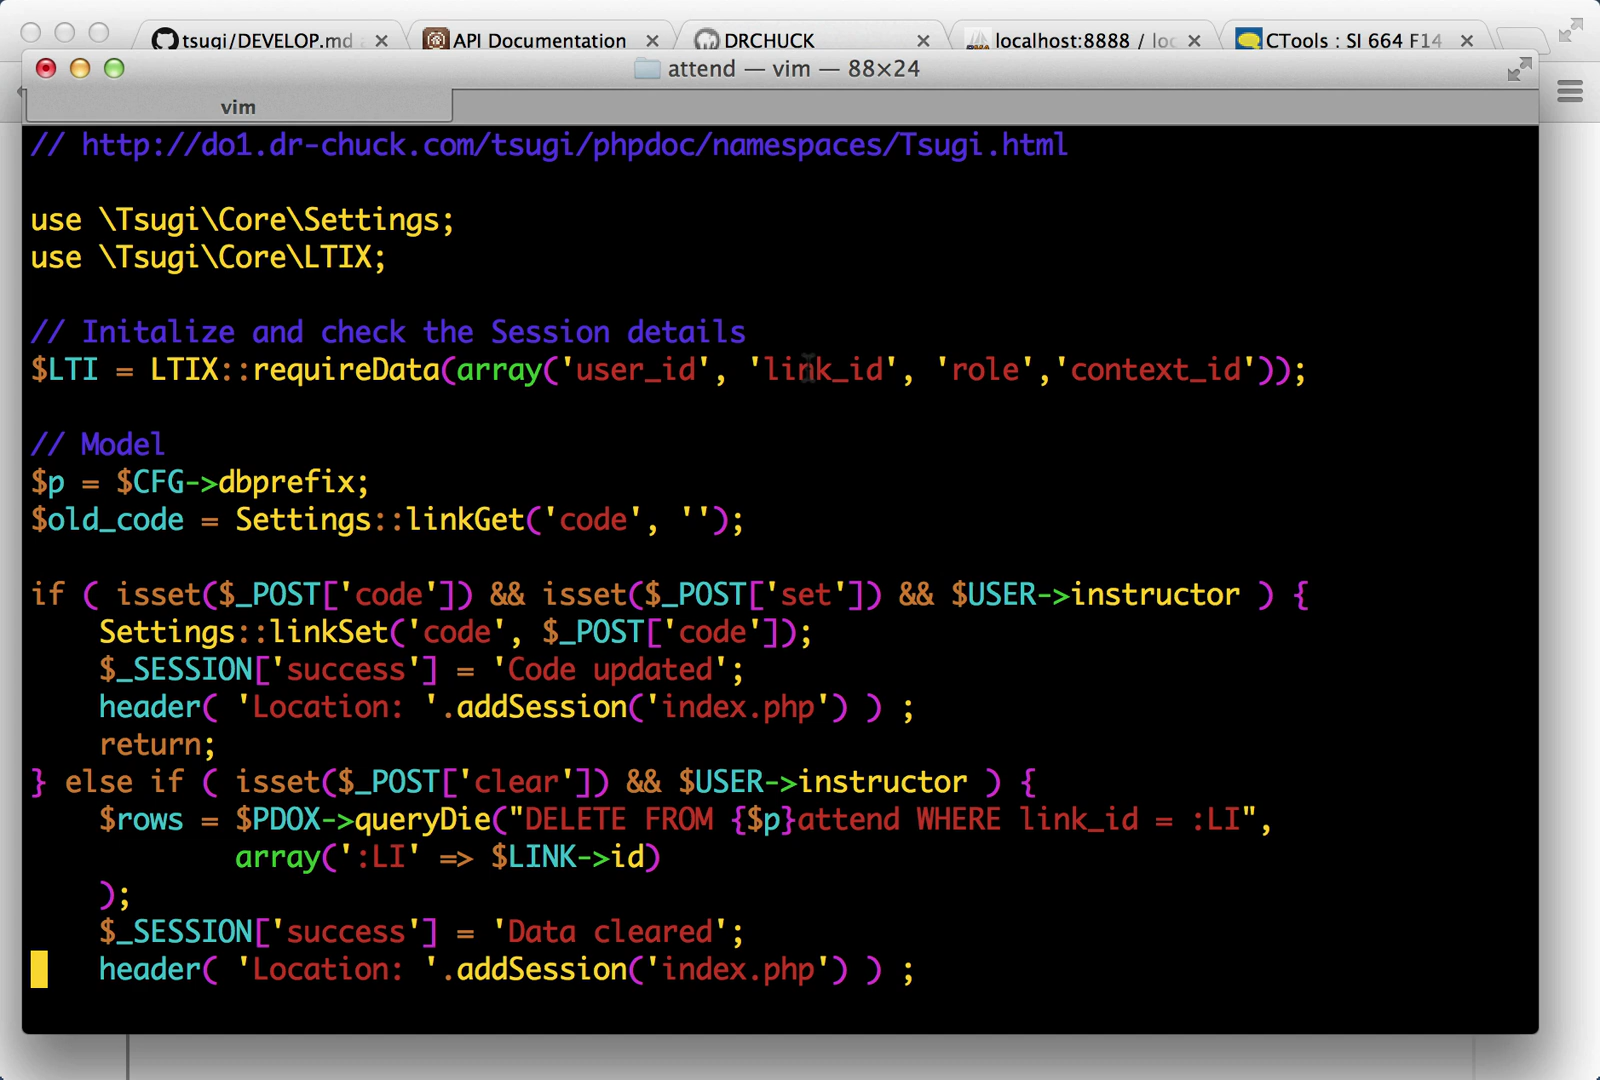 tsugi/DEVELOP.md
API Documentation
DRCHUCK
localhost:8888 / loc
CTools : SI 664 F14
attend — vim — 88×24
vim
// http://do1.dr-chuck.com/tsugi/phpdoc/namespaces/Tsugi.html
use \Tsugi\Core\Settings;
use \Tsugi\Core\LTIX;
// Initalize and check the Session details
$LTI = LTIX::requireData(array('user_id', 'link_id', 'role','context_id'));
// Model
$p = $CFG->dbprefix;
$old_code = Settings::linkGet('code', '');
if ( isset($_POST['code']) && isset($_POST['set']) && $USER->instructor ) {
    Settings::linkSet('code', $_POST['code']);
    $_SESSION['success'] = 'Code updated';
    header( 'Location: '.addSession('index.php') ) ;
    return;
} else if ( isset($_POST['clear']) && $USER->instructor ) {
    $rows = $PDOX->queryDie("DELETE FROM {$p}attend WHERE link_id = :LI",
            array(':LI' => $LINK->id)
    );
    $_SESSION['success'] = 'Data cleared';
    header( 'Location: '.addSession('index.php') ) ;